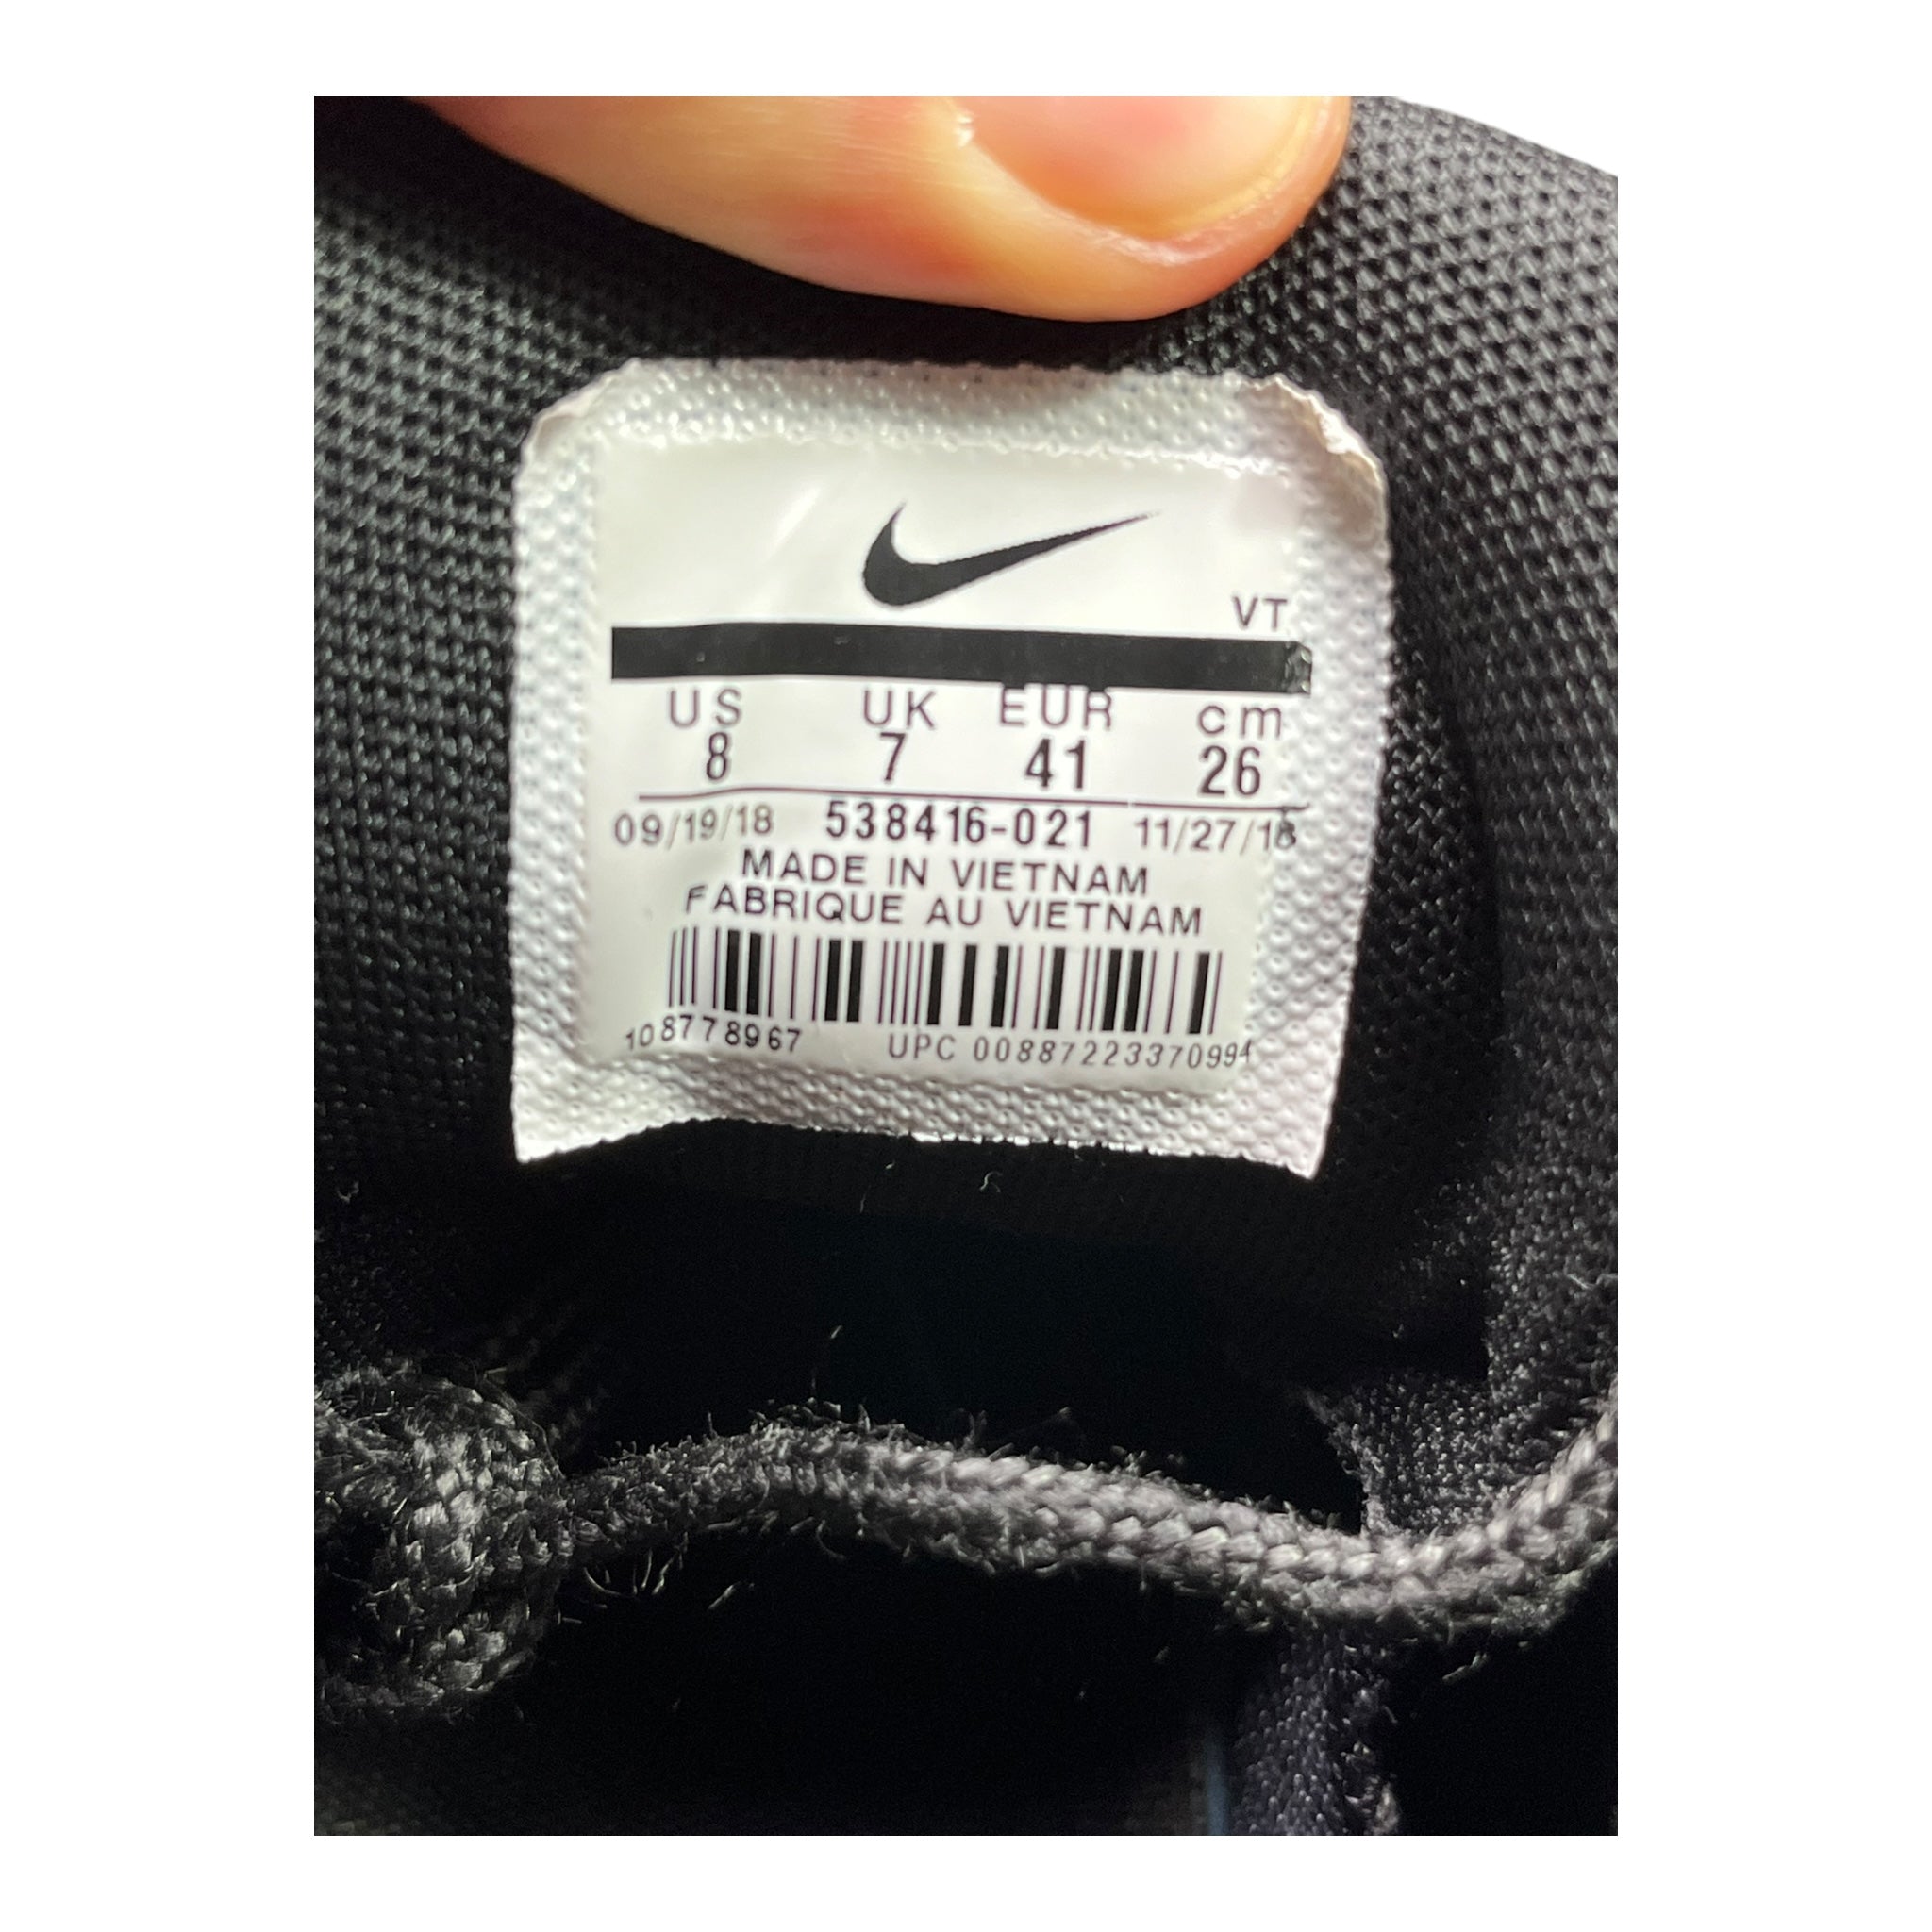 VT
US UK EUR cm
8 7 41 26
09/19/18 538416-021 11/27/18
MADE IN VIETNAM
FABRIQUE AU VIETNAM
108778967 UPC 00887223370994